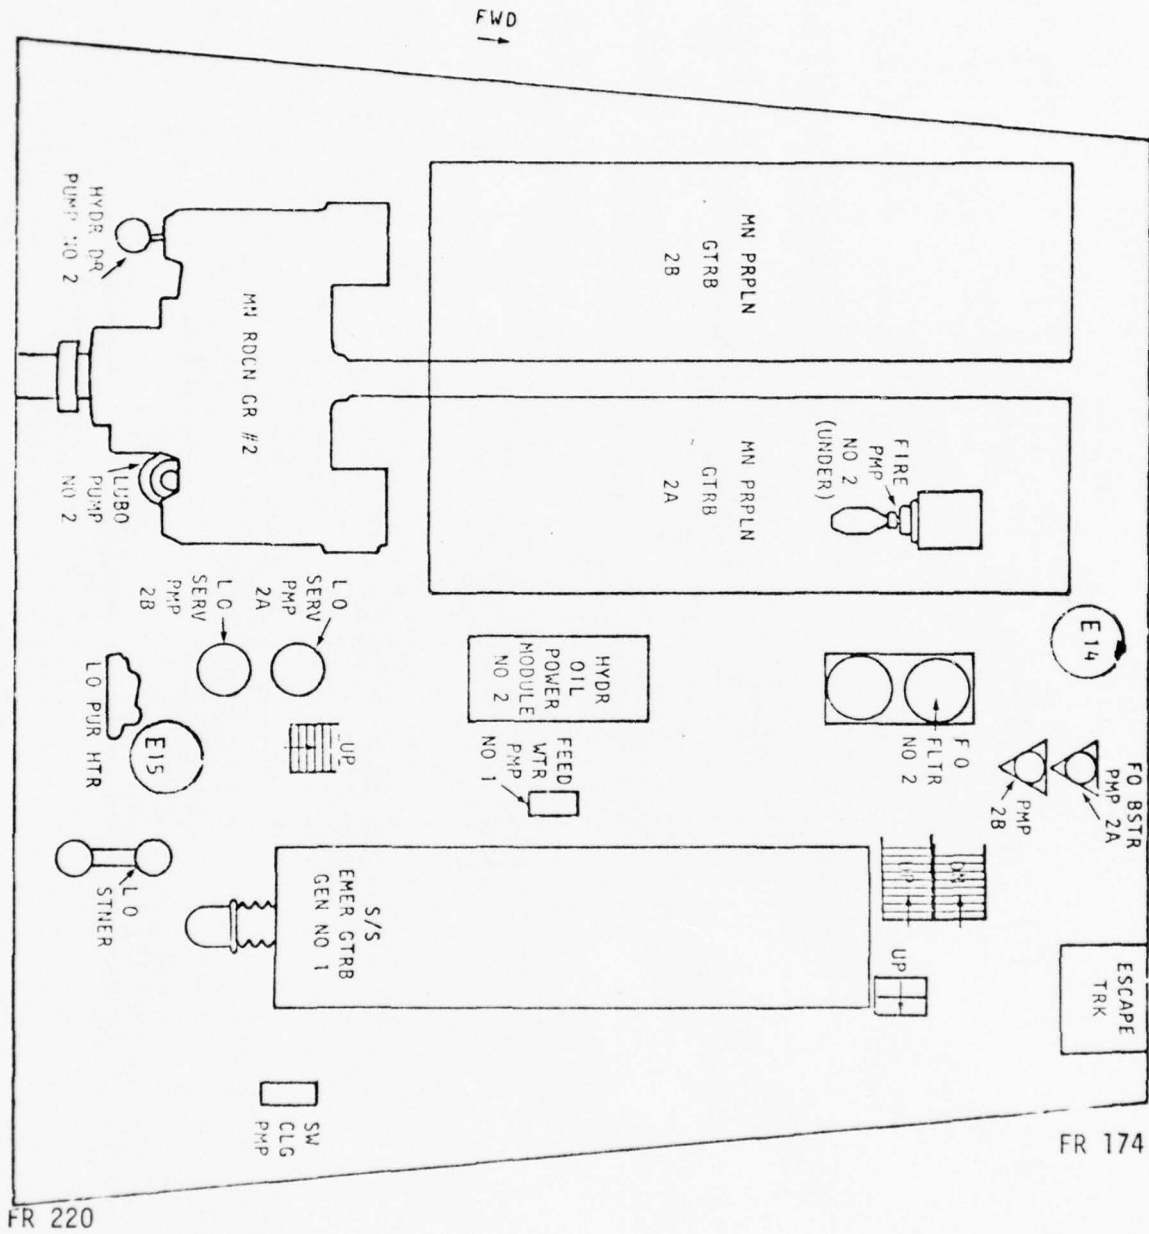 FWD
HYDR DR
PUMP NO 2
MN RDCN GR #2
MN PRPLN
GTRB
2B
MN PRPLN
GTRB
2A
FIRE
PMP
NO 2
(UNDER)
LUBO
PUMP
NO 2
L O
SERV
PMP
2A
LO
SERV
PMP
2B
LO PUR HTR
E15
UP
HYDR
OIL
POWER
MODULE
NO 2
FEED
WTR
PMP
NO 1
FO
FLTR
NO 2
E14
FO BSTR
PMP 2A
PMP
2B
LO
STNER
S/S
EMER GTRB
GEN NO 1
UP
DN
UP
ESCAPE
TRK
SW
CLG
PMP
FR 174
FR 220